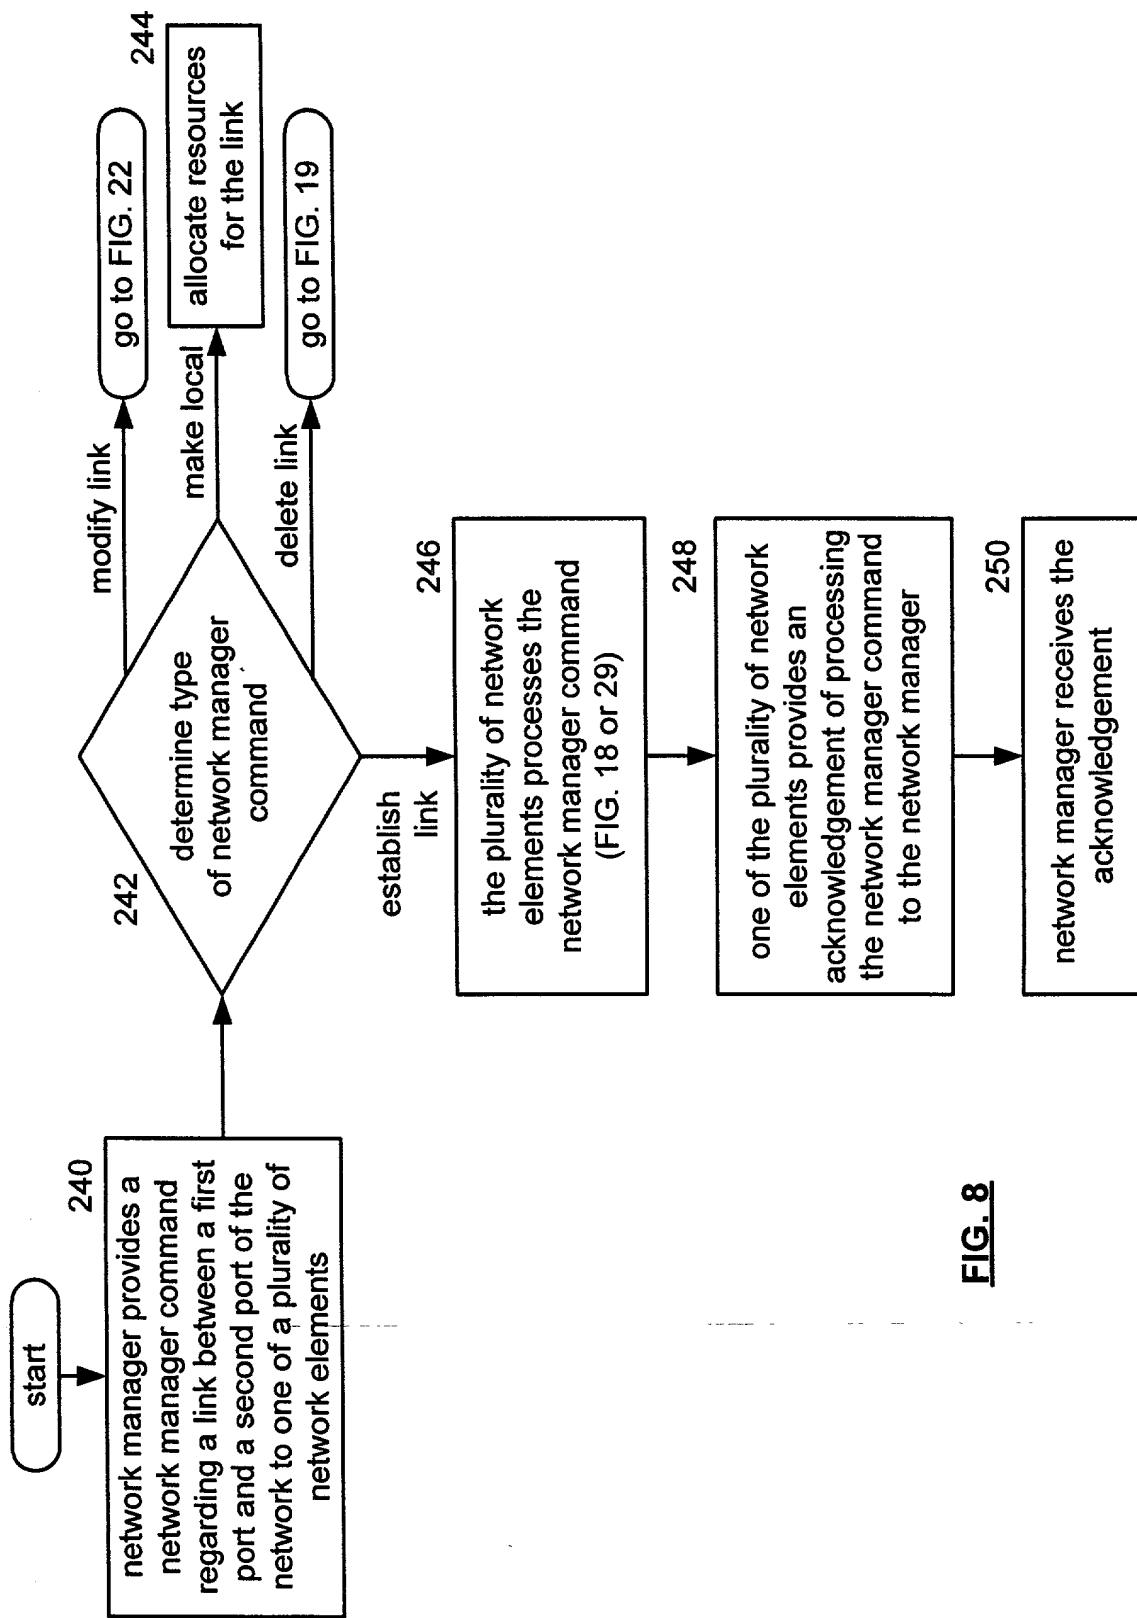 start
240
network manager provides a
network manager command
regarding a link between a first
port and a second port of the
network to one of a plurality of
network elements
242
determine type
of network manager
command
modify link
go to FIG. 22
make local
244
allocate resources
for the link
delete link
go to FIG. 19
establish
link
246
the plurality of network
elements processes the
network manager command
(FIG. 18 or 29)
248
one of the plurality of network
elements provides an
acknowledgement of processing
the network manager command
to the network manager
250
network manager receives the
acknowledgement
FIG. 8